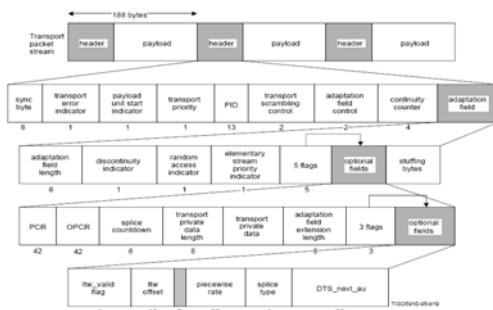 188 bytes
Transport packet stream
header payload header payload header payload
sync byte
transport error indicator
payload unit start indicator
transport priority
PID
transport scrambling control
adaptation field control
continuity counter
adaptation field
8 1 1 1 13 2 2 4
adaptation field length
discontinuity indicator
random access indicator
elementary stream priority indicator
5 flags
optional fields
stuffing bytes
8 1 1 1 5
PCR
OPCR
splice countdown
transport private data length
transport private data
adaptation field extension length
3 flags
optional fields
42 42 8 8 8 3
ltw_valid flag
ltw offset
piecewise rate
splice type
DTS_next_au